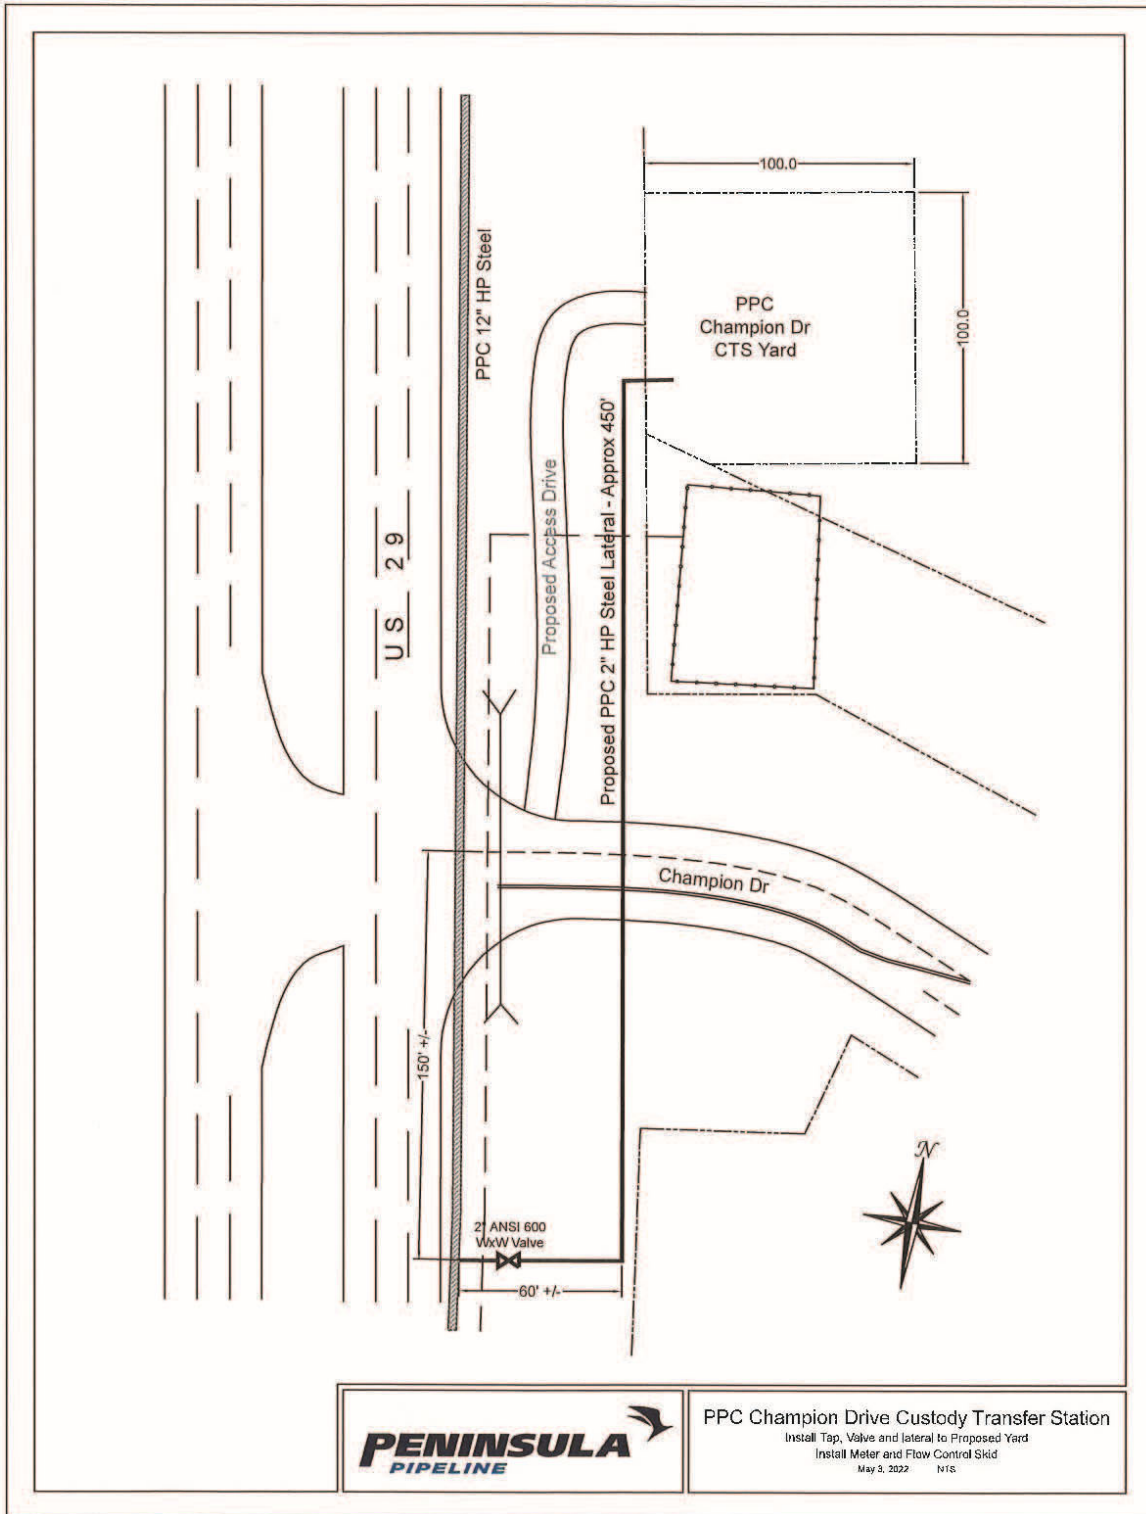 100.0
PPC 12" HP Steel
PPC
Champion Dr
CTS Yard
100.0
US 29
Proposed Access Drive
Proposed PPC 2" HP Steel Lateral - Approx 450'
Champion Dr
150' +/-
N
2" ANSI 600
WxW Valve
60' +/-
PENINSULA
PIPELINE
PPC Champion Drive Custody Transfer Station
Install Tap, Valve and lateral to Proposed Yard
Install Meter and Flow Control Skid
May 3, 2022 NTS